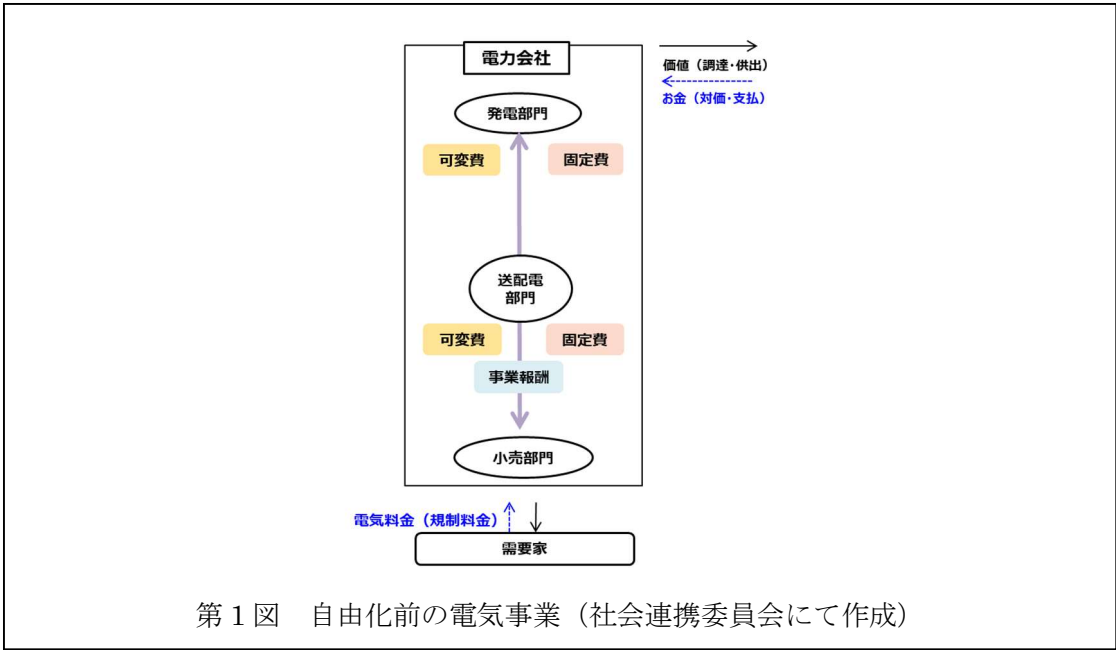 電力会社
価値（調達・供出）
お金（対価・支払）
発電部門
可変費
固定費
送配電
部門
可変費
固定費
事業報酬
小売部門
電気料金（規制料金）
需要家
第１図　自由化前の電気事業（社会連携委員会にて作成）